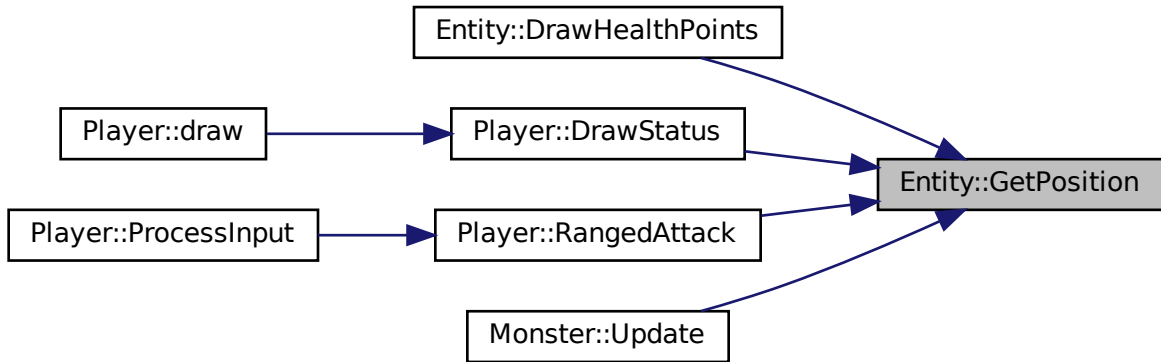 Entity::DrawHealthPoints
Player::draw
Player::DrawStatus
Entity::GetPosition
Player::ProcessInput
Player::RangedAttack
Monster::Update